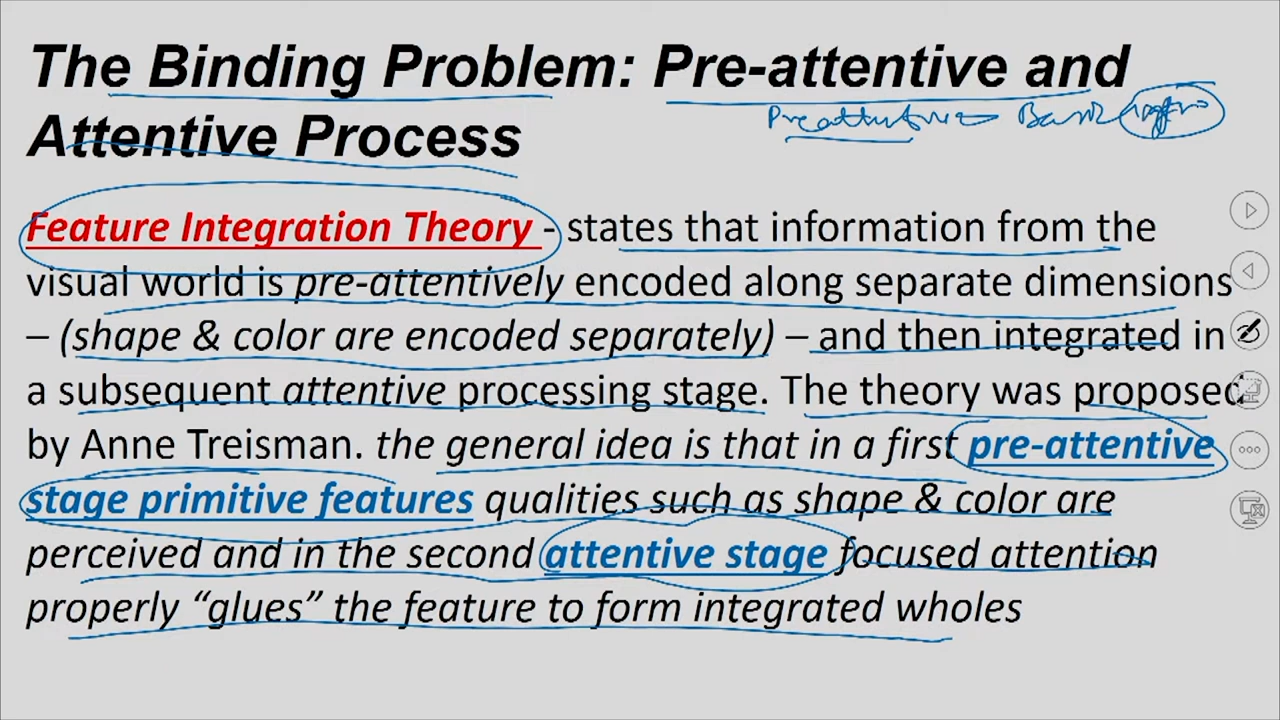 The Binding Problem: Pre-attentive and
Preattentive Basic
Attentive Process
Feature Integration Theory - states that information from the
visual world is pre-attentively encoded along separate dimensions
– (shape & color are encoded separately) – and then integrated in
a subsequent attentive processing stage. The theory was proposed
by Anne Treisman. the general idea is that in a first pre-attentive
stage primitive features qualities such as shape & color are
perceived and in the second attentive stage focused attention
properly “glues” the feature to form integrated wholes